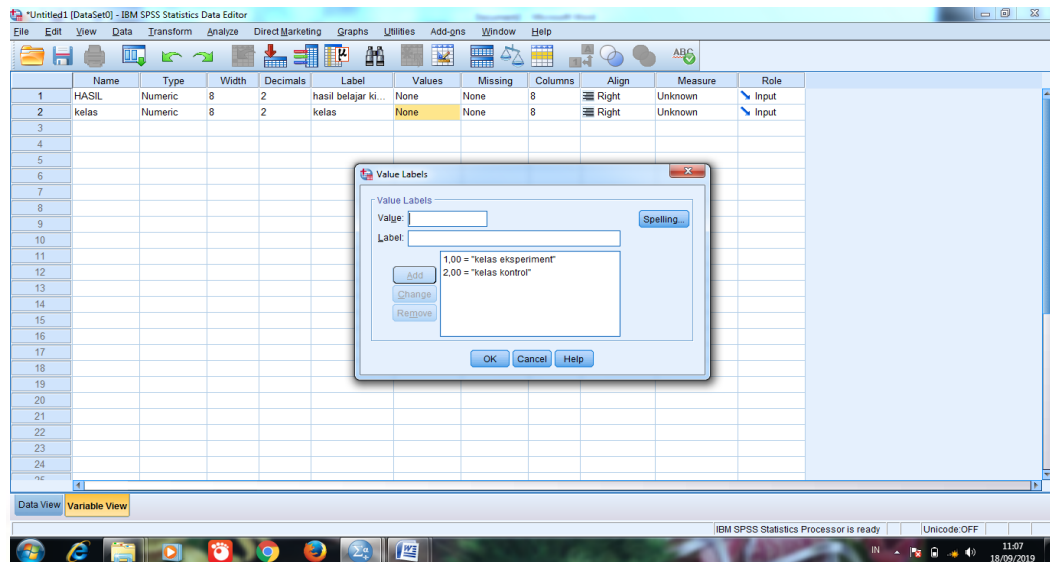 *Untitled1 [DataSet0] - IBM SPSS Statistics Data Editor
File Edit View Data Transform Analyze Direct Marketing Graphs Utilities Add-ons Window Help
Name Type Width Decimals Label Values Missing Columns Align Measure Role
1 HASIL Numeric 8 2 hasil belajar ki... None None 8 Right Unknown Input
2 kelas Numeric 8 2 kelas None None 8 Right Unknown Input
3
4
5
6
7
8
9
10
11
12
13
14
15
16
17
18
19
20
21
22
23
24
25
Value Labels
Value Labels
Value:
Spelling...
Label:
1,00 = "kelas eksperiment"
2,00 = "kelas kontrol"
Add
Change
Remove
OK Cancel Help
Data View Variable View
IBM SPSS Statistics Processor is ready Unicode:OFF
IN 11:07
18/09/2019